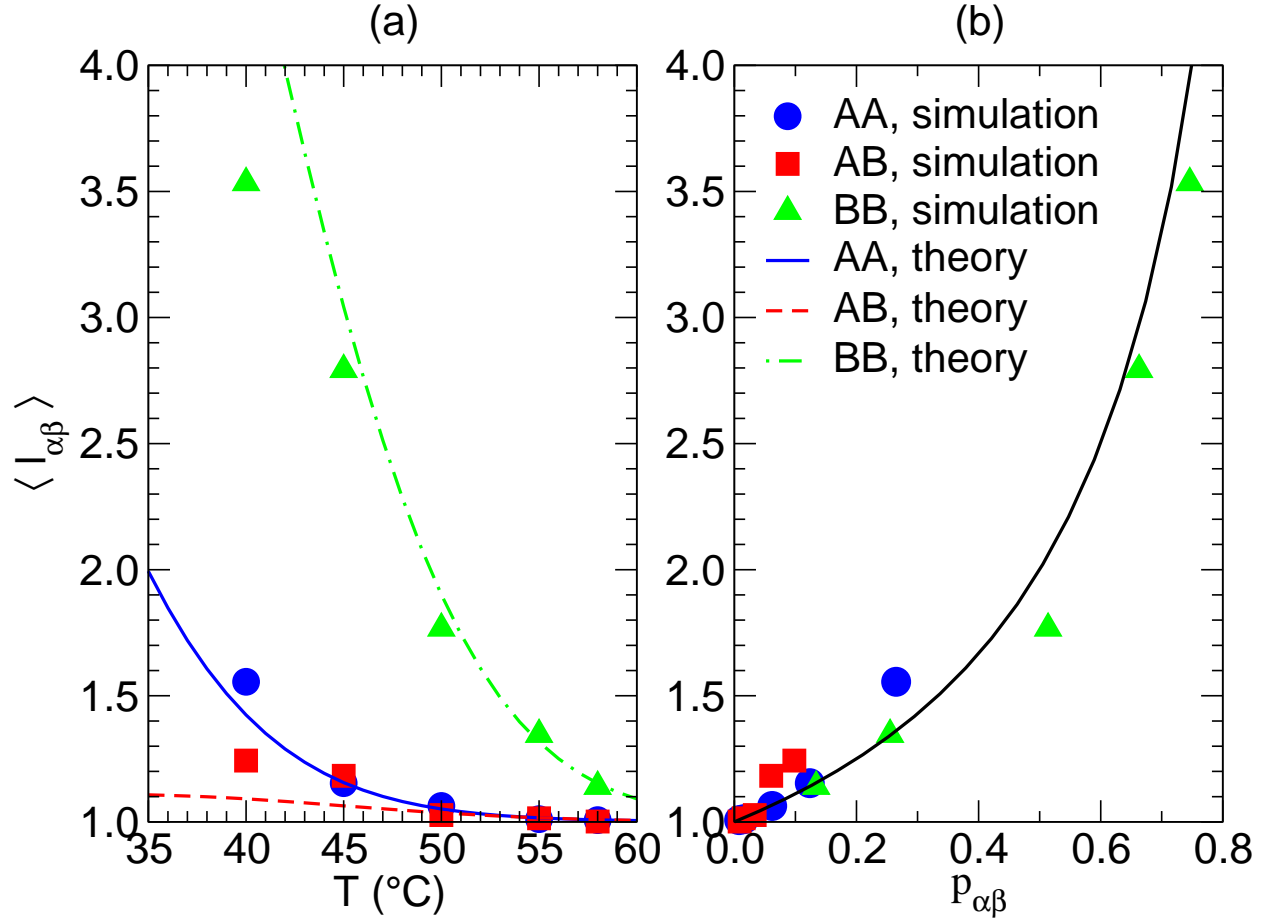 (a)
4.0
3.5
3.0
2.5
2.0
1.5
1.0
35 40 45 50 55 60
T (°C)
⟨ l_αβ ⟩
(b)
4.0
3.5
3.0
2.5
2.0
1.5
1.0
0.0 0.2 0.4 0.6 0.8
p_αβ
AA, simulation
AB, simulation
BB, simulation
AA, theory
AB, theory
BB, theory